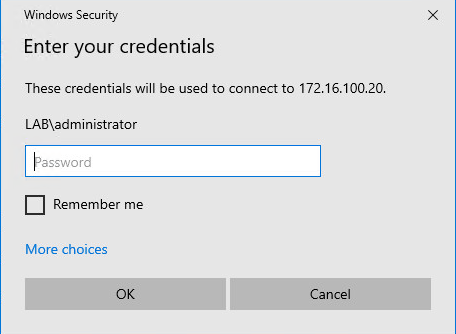 Windows Security
Enter your credentials
These credentials will be used to connect to 172.16.100.20.
LAB\administrator
Password
Remember me
More choices
OK
Cancel